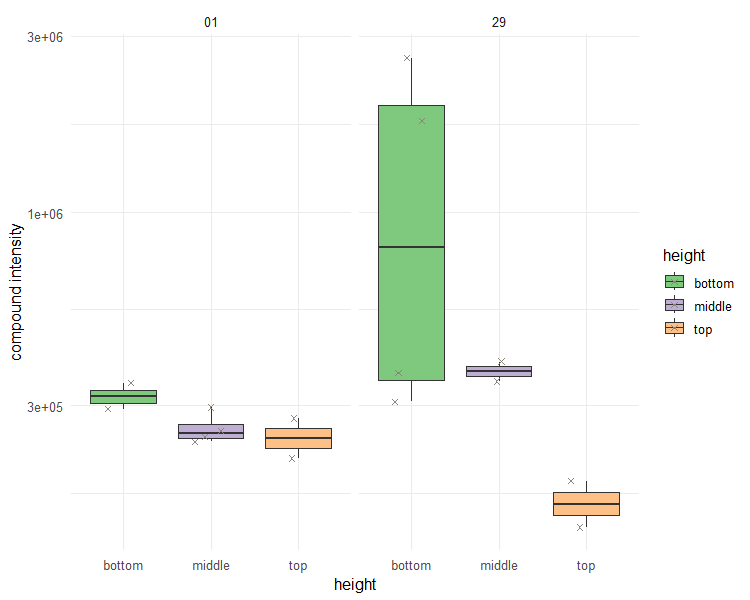 01
29
3e+06
1e+06
3e+05
compound intensity
bottom
middle
top
bottom
middle
top
height
height
bottom
middle
top